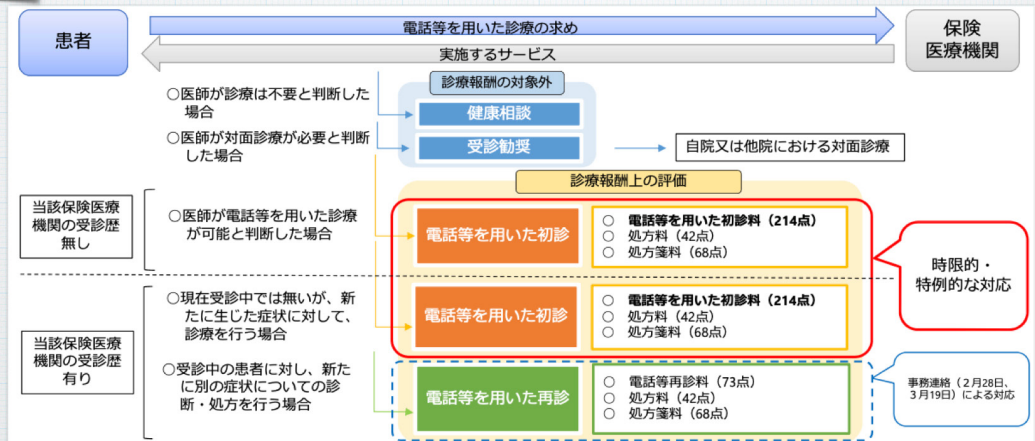 患者
電話等を用いた診療の求め
実施するサービス
保険
医療機関
診療報酬の対象外
○医師が診療は不要と判断した
場合
健康相談
○医師が対面診療が必要と判断
した場合
受診勧奨
自院又は他院における対面診療
診療報酬上の評価
当該保険医療
機関の受診歴
無し
○医師が電話等を用いた診療
が可能と判断した場合
電話等を用いた初診
○ 電話等を用いた初診料（214点）
○ 処方料（42点）
○ 処方箋料（68点）
時限的・
特例的な対応
当該保険医療
機関の受診歴
有り
○現在受診中では無いが、新
たに生じた症状に対して、
診療を行う場合
電話等を用いた初診
○ 電話等を用いた初診料（214点）
○ 処方料（42点）
○ 処方箋料（68点）
○受診中の患者に対し、新た
に別の症状についての診
断・処方を行う場合
電話等を用いた再診
○ 電話等再診料（73点）
○ 処方料（42点）
○ 処方箋料（68点）
事務連絡（２月28日、
３月19日）による対応